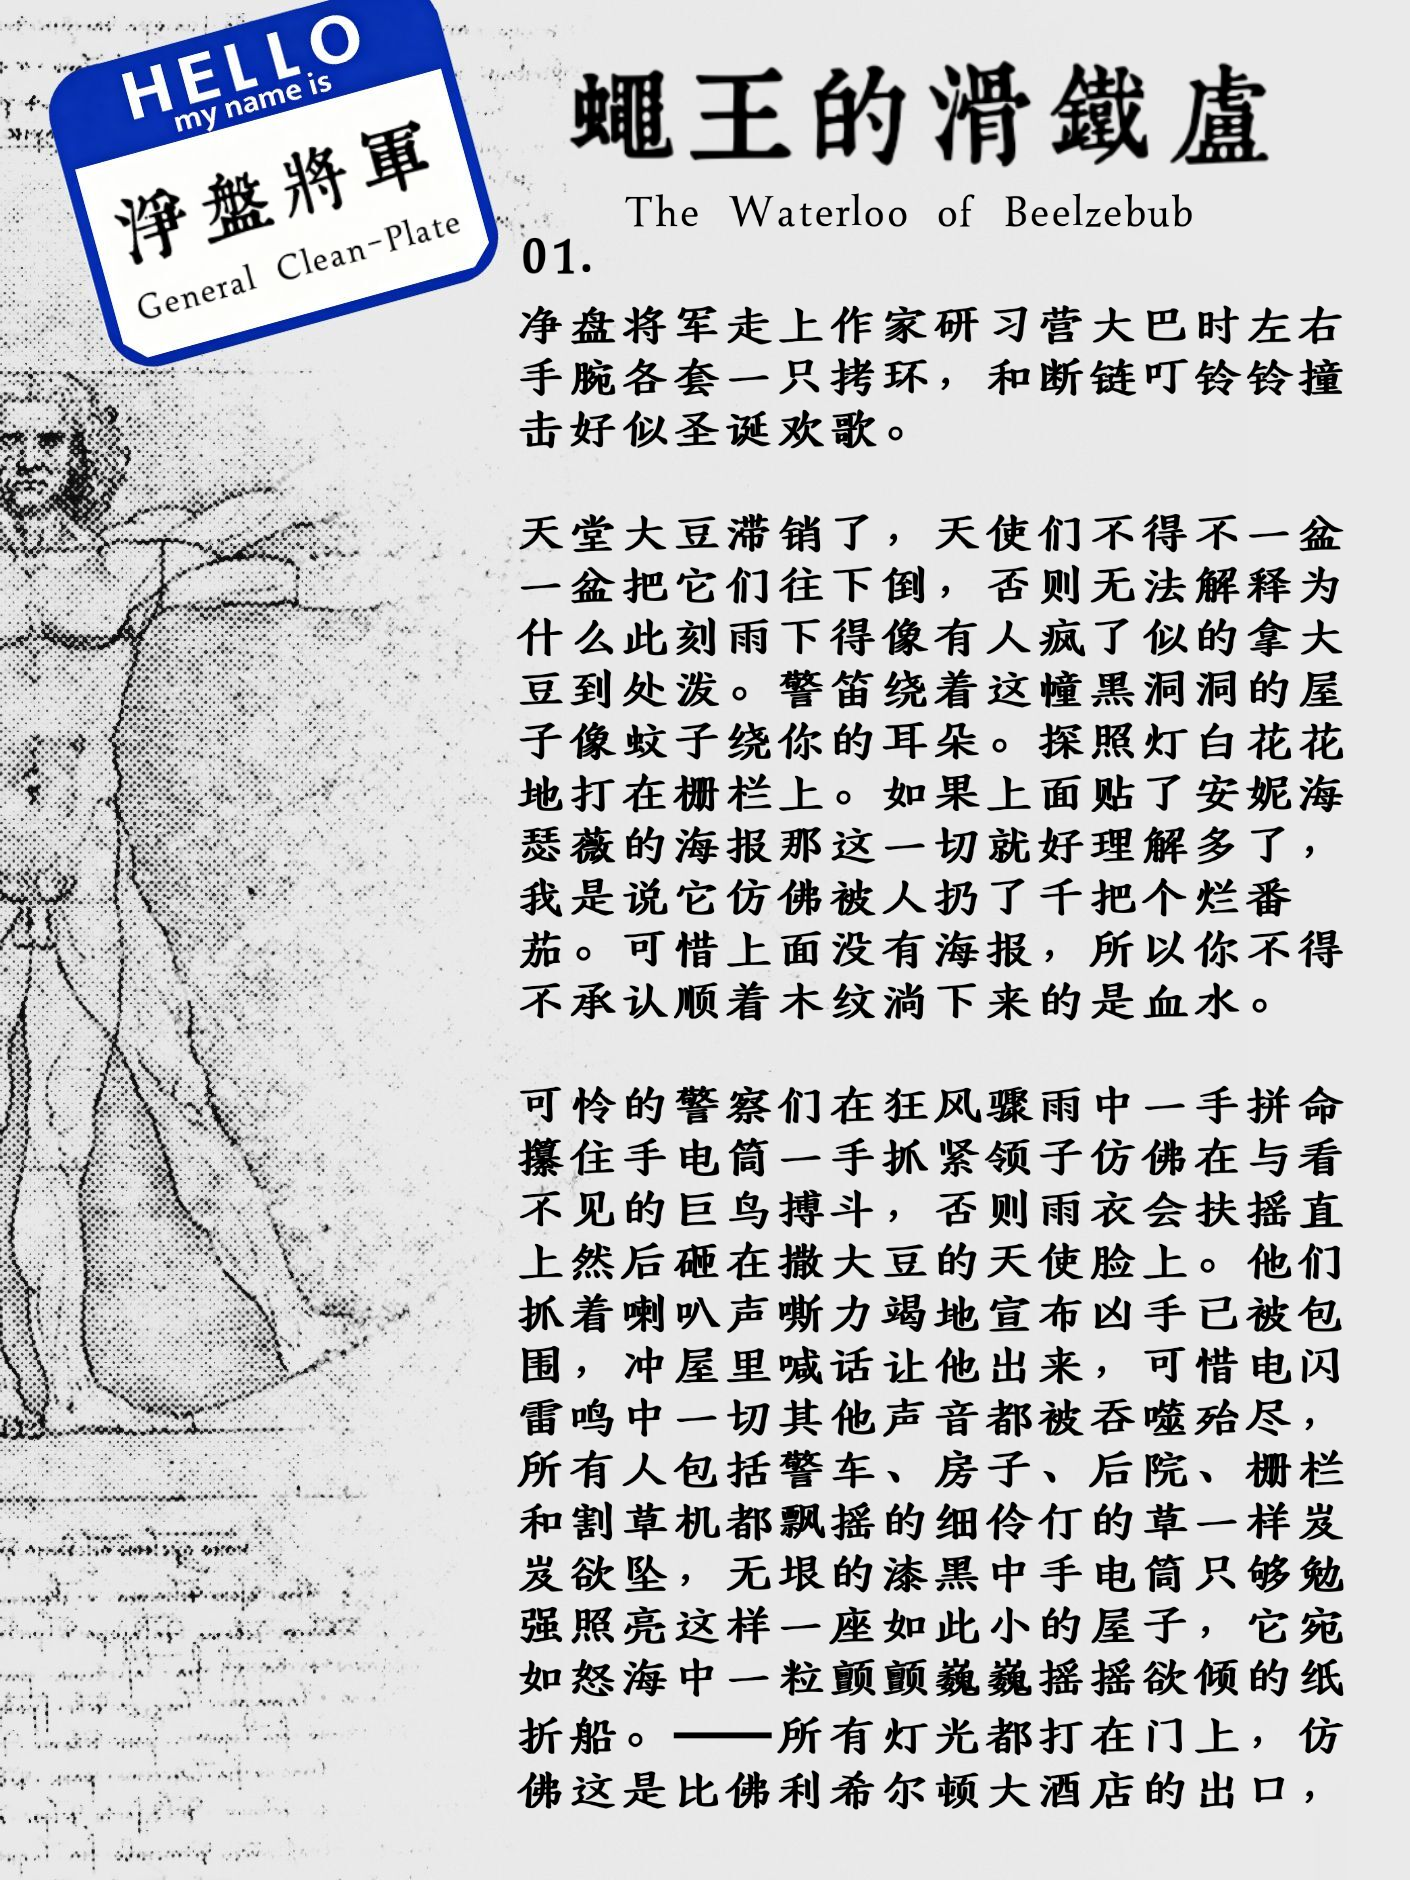 HELLO
my name is
淨盤將軍
General Clean-Plate
蠅王的滑鐵盧
The Waterloo of Beelzebub
01.
净盘将军走上作家研习营大巴时左右
手腕各套一只拷环，和断链叮铃铃撞
击好似圣诞欢歌。
天堂大豆滞销了，天使们不得不一盆
一盆把它们往下倒，否则无法解释为
什么此刻雨下得像有人疯了似的拿大
豆到处泼。警笛绕着这幢黑洞洞的屋
子像蚊子绕你的耳朵。探照灯白花花
地打在栅栏上。如果上面贴了安妮海
瑟薇的海报那这一切就好理解多了，
我是说它仿佛被人扔了千把个烂番
茄。可惜上面没有海报，所以你不得
不承认顺着木纹淌下来的是血水。
可怜的警察们在狂风骤雨中一手拼命
攥住手电筒一手抓紧领子仿佛在与看
不见的巨鸟搏斗，否则雨衣会扶摇直
上然后砸在撒大豆的天使脸上。他们
抓着喇叭声嘶力竭地宣布凶手已被包
围，冲屋里喊话让他出来，可惜电闪
雷鸣中一切其他声音都被吞噬殆尽，
所有人包括警车、房子、后院、栅栏
和割草机都飘摇的细伶仃的草一样岌
岌欲坠，无垠的漆黑中手电筒只够勉
强照亮这样一座如此小的屋子，它宛
如怒海中一粒颤颤巍巍摇摇欲倾的纸
折船。——所有灯光都打在门上，仿
佛这是比佛利希尔顿大酒店的出口，